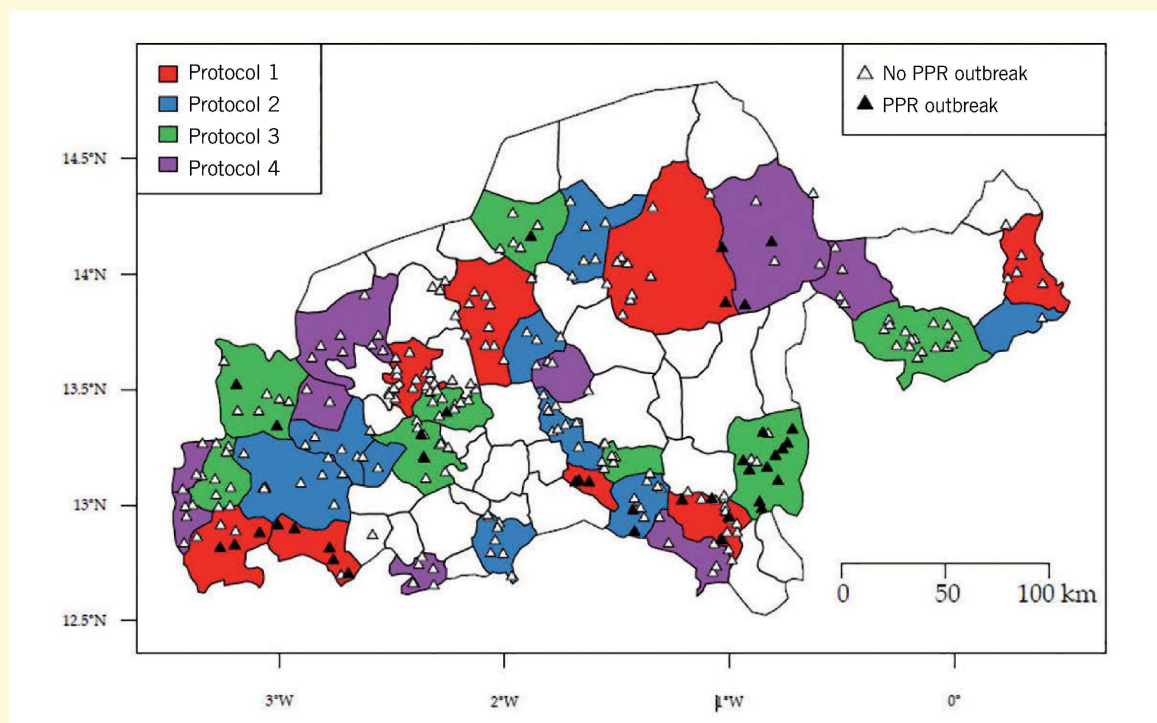 Protocol 1
Protocol 2
Protocol 3
Protocol 4
No PPR outbreak
PPR outbreak
14.5°N
14°N
13.5°N
13°N
12.5°N
0 50 100 km
3°W 2°W 1°W 0°